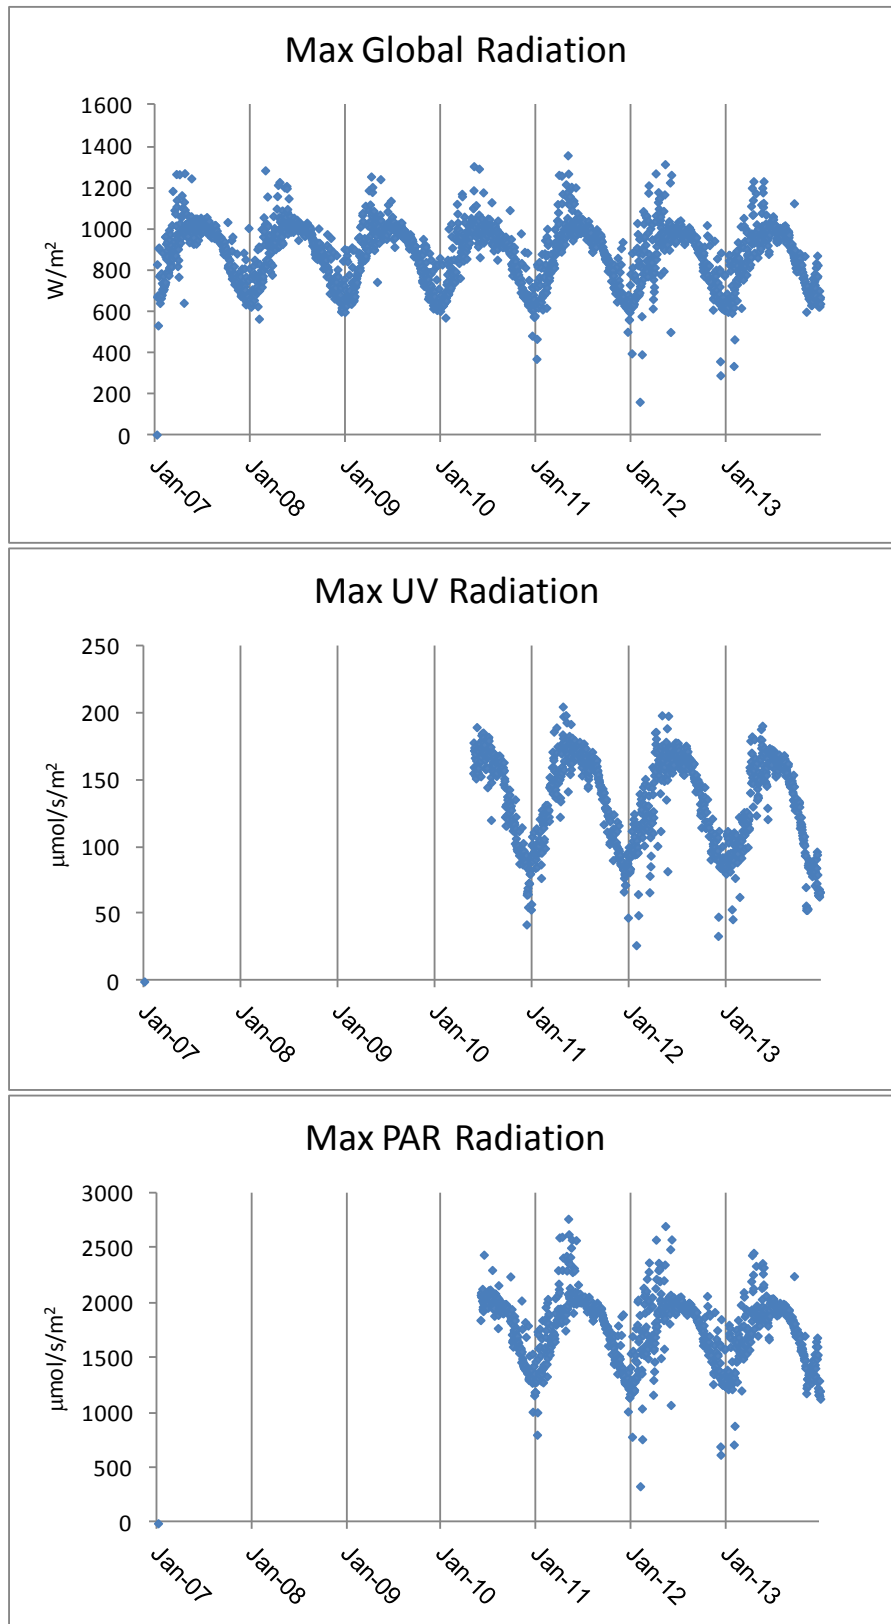 Max Global Radiation
1600
1400
1200
1000
800
600
400
200
0
W/m²
Jan-07
Jan-08
Jan-09
Jan-10
Jan-11
Jan-12
Jan-13
Max UV Radiation
250
200
150
100
50
0
µmol/s/m²
Jan-07
Jan-08
Jan-09
Jan-10
Jan-11
Jan-12
Jan-13
Max PAR Radiation
3000
2500
2000
1500
1000
500
0
µmol/s/m²
Jan-07
Jan-08
Jan-09
Jan-10
Jan-11
Jan-12
Jan-13